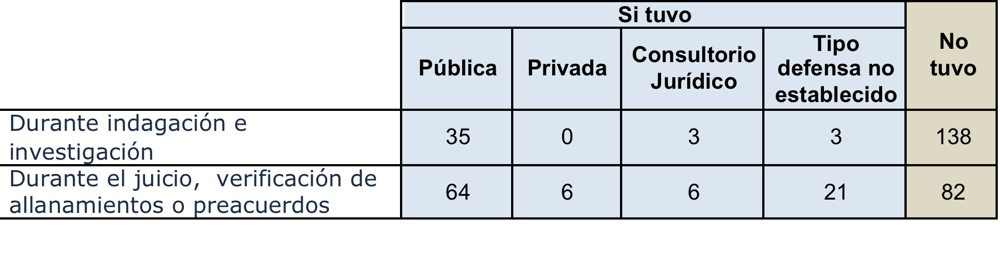 Si tuvo
No
tuvo
Pública
Privada
Consultorio
Jurídico
Tipo
defensa no
establecido
Durante indagación e
investigación
35 0 3 3 138
Durante el juicio,  verificación de
allanamientos o preacuerdos
64 6 6 21 82